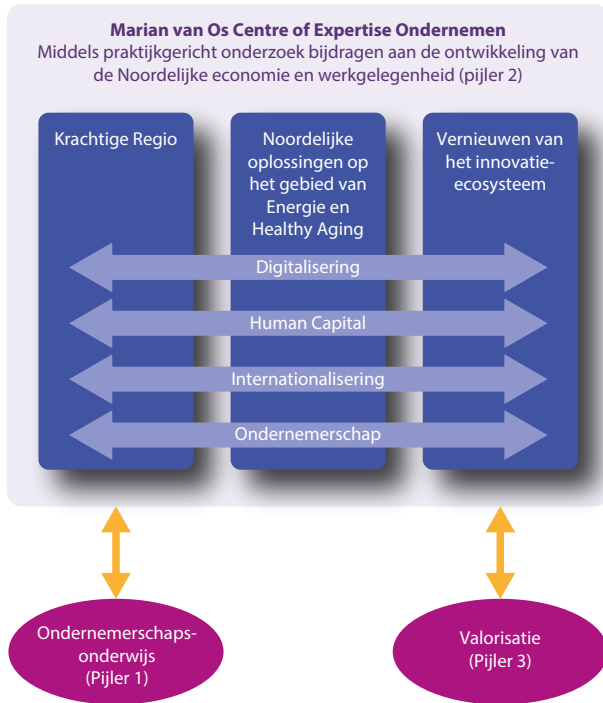 Marian van Os Centre of Expertise Ondernemen
Middels praktijkgericht onderzoek bijdragen aan de ontwikkeling van
de Noordelijke economie en werkgelegenheid (pijler 2)
Krachtige Regio
Noordelijke
oplossingen op
het gebied van
Energie en
Healthy Aging
Vernieuwen van
het innovatie-
ecosysteem
Digitalisering
Human Capital
Internationalisering
Ondernemerschap
Ondernemerschaps-
onderwijs
(Pijler 1)
Valorisatie
(Pijler 3)